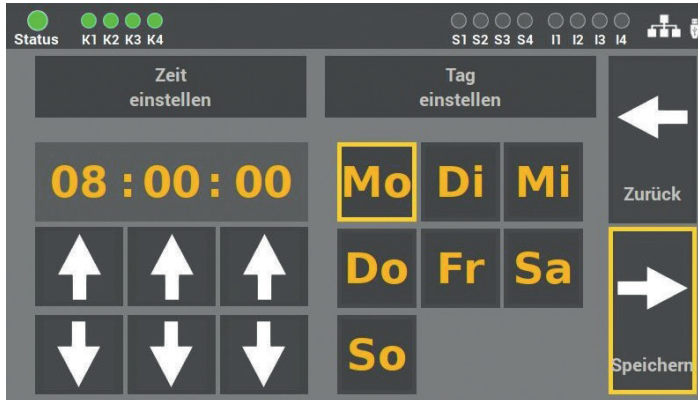 Status K1 K2 K3 K4 S1 S2 S3 S4 I1 I2 I3 I4
Zeit
einstellen
Tag
einstellen
08 : 00 : 00
Mo Di Mi
Do Fr Sa
So
Zurück
Speichern